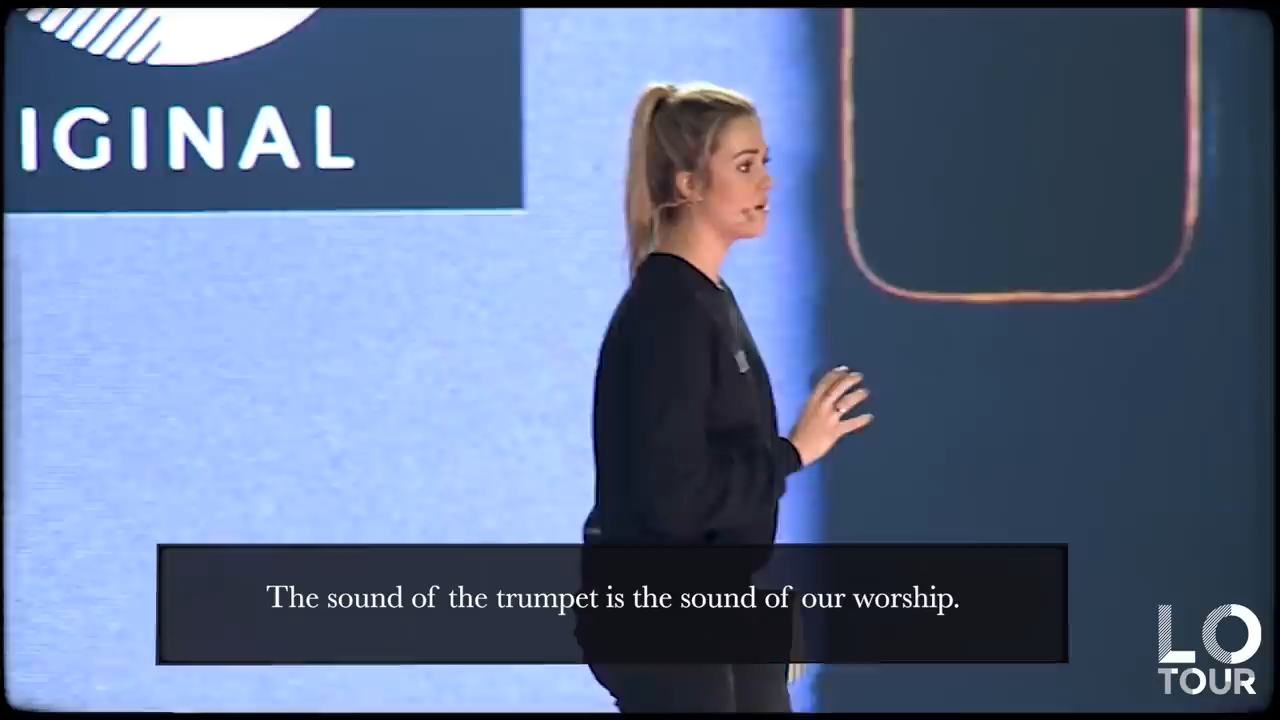 IGINAL
The sound of the trumpet is the sound of our worship.
LO
TOUR